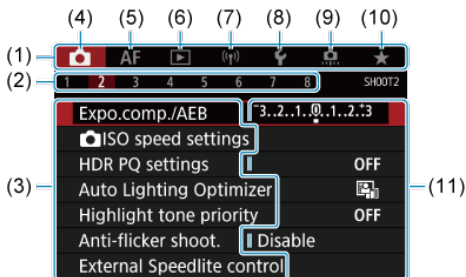 (4) (5) (6) (7) (8) (9) (10)
(1) AF
(2) 1 2 3 4 5 6 7 8 SHOOT2
Expo.comp./AEB -3..2..1..0..1..2..+3
ISO speed settings
HDR PQ settings OFF
(3) Auto Lighting Optimizer (11)
Highlight tone priority OFF
Anti-flicker shoot. Disable
External Speedlite control